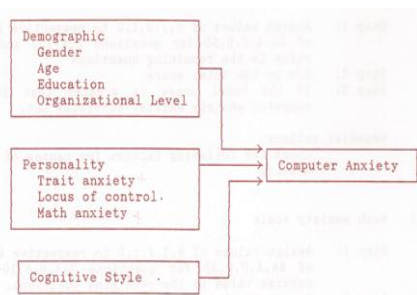 Demographic
Gender
Age
Education
Organizational Level
Personality
Trait anxiety
Locus of control.
Math anxiety
Cognitive Style
Computer Anxiety